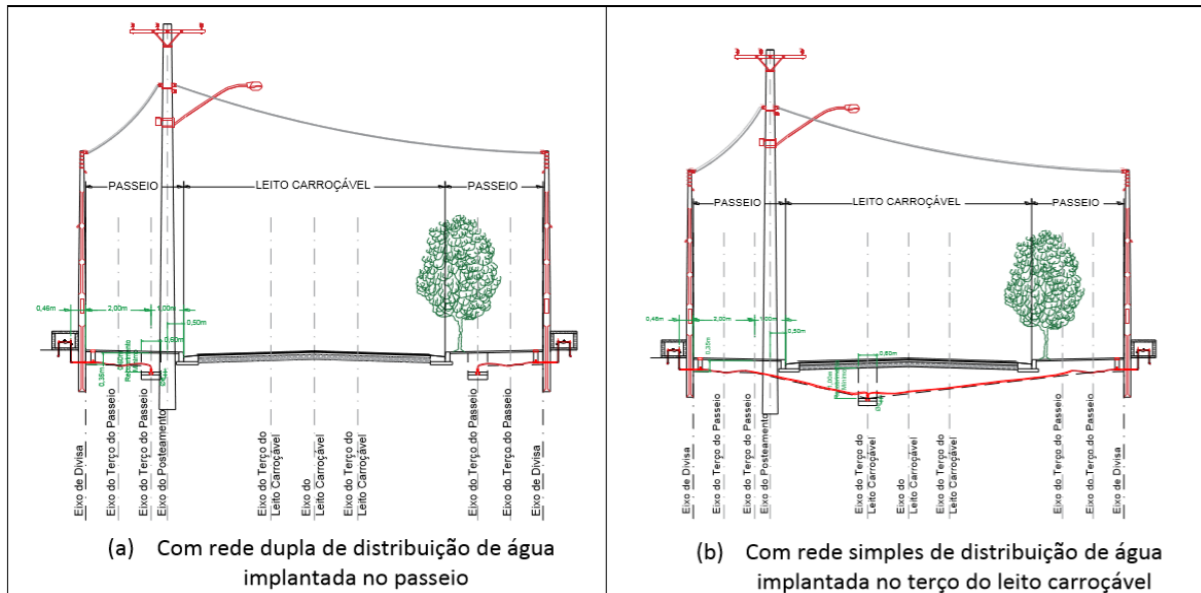 PASSEIO
LEITO CARROÇÁVEL
PASSEIO
0,46m
2,00m
1,00m
0,50m
0,60m
0,35m
Recobrimento
Eixo de Divisa
Eixo do Terço do Passeio
Eixo do Terço do Passeio
Eixo do Posteamento
Eixo do Terço do
Leito Carroçável
Eixo do
Leito Carroçável
Eixo do Terço do
Leito Carroçável
Eixo do Terço do Passeio
Eixo do Terço do Passeio
Eixo de Divisa
(a) Com rede dupla de distribuição de água
implantada no passeio
PASSEIO
LEITO CARROÇÁVEL
PASSEIO
0,46m
2,00m
1,00m
0,50m
0,35m
0,60m
Eixo de Divisa
Eixo do Terço do Passeio
Eixo do Terço do Passeio
Eixo do Posteamento
Eixo do Terço do
Leito Carroçável
Eixo do
Leito Carroçável
Eixo do Terço do
Leito Carroçável
Eixo do Terço do Passeio
Eixo do Terço do Passeio
Eixo de Divisa
(b) Com rede simples de distribuição de água
implantada no terço do leito carroçável